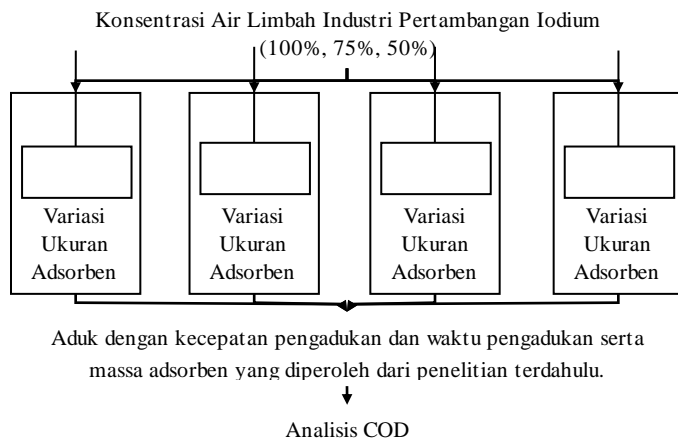 Konsentrasi Air Limbah Industri Pertambangan Iodium
(100%, 75%, 50%)
Variasi
Ukuran
Adsorben
Variasi
Ukuran
Adsorben
Variasi
Ukuran
Adsorben
Variasi
Ukuran
Adsorben
Aduk dengan kecepatan pengadukan dan waktu pengadukan serta
massa adsorben yang diperoleh dari penelitian terdahulu.
Analisis COD